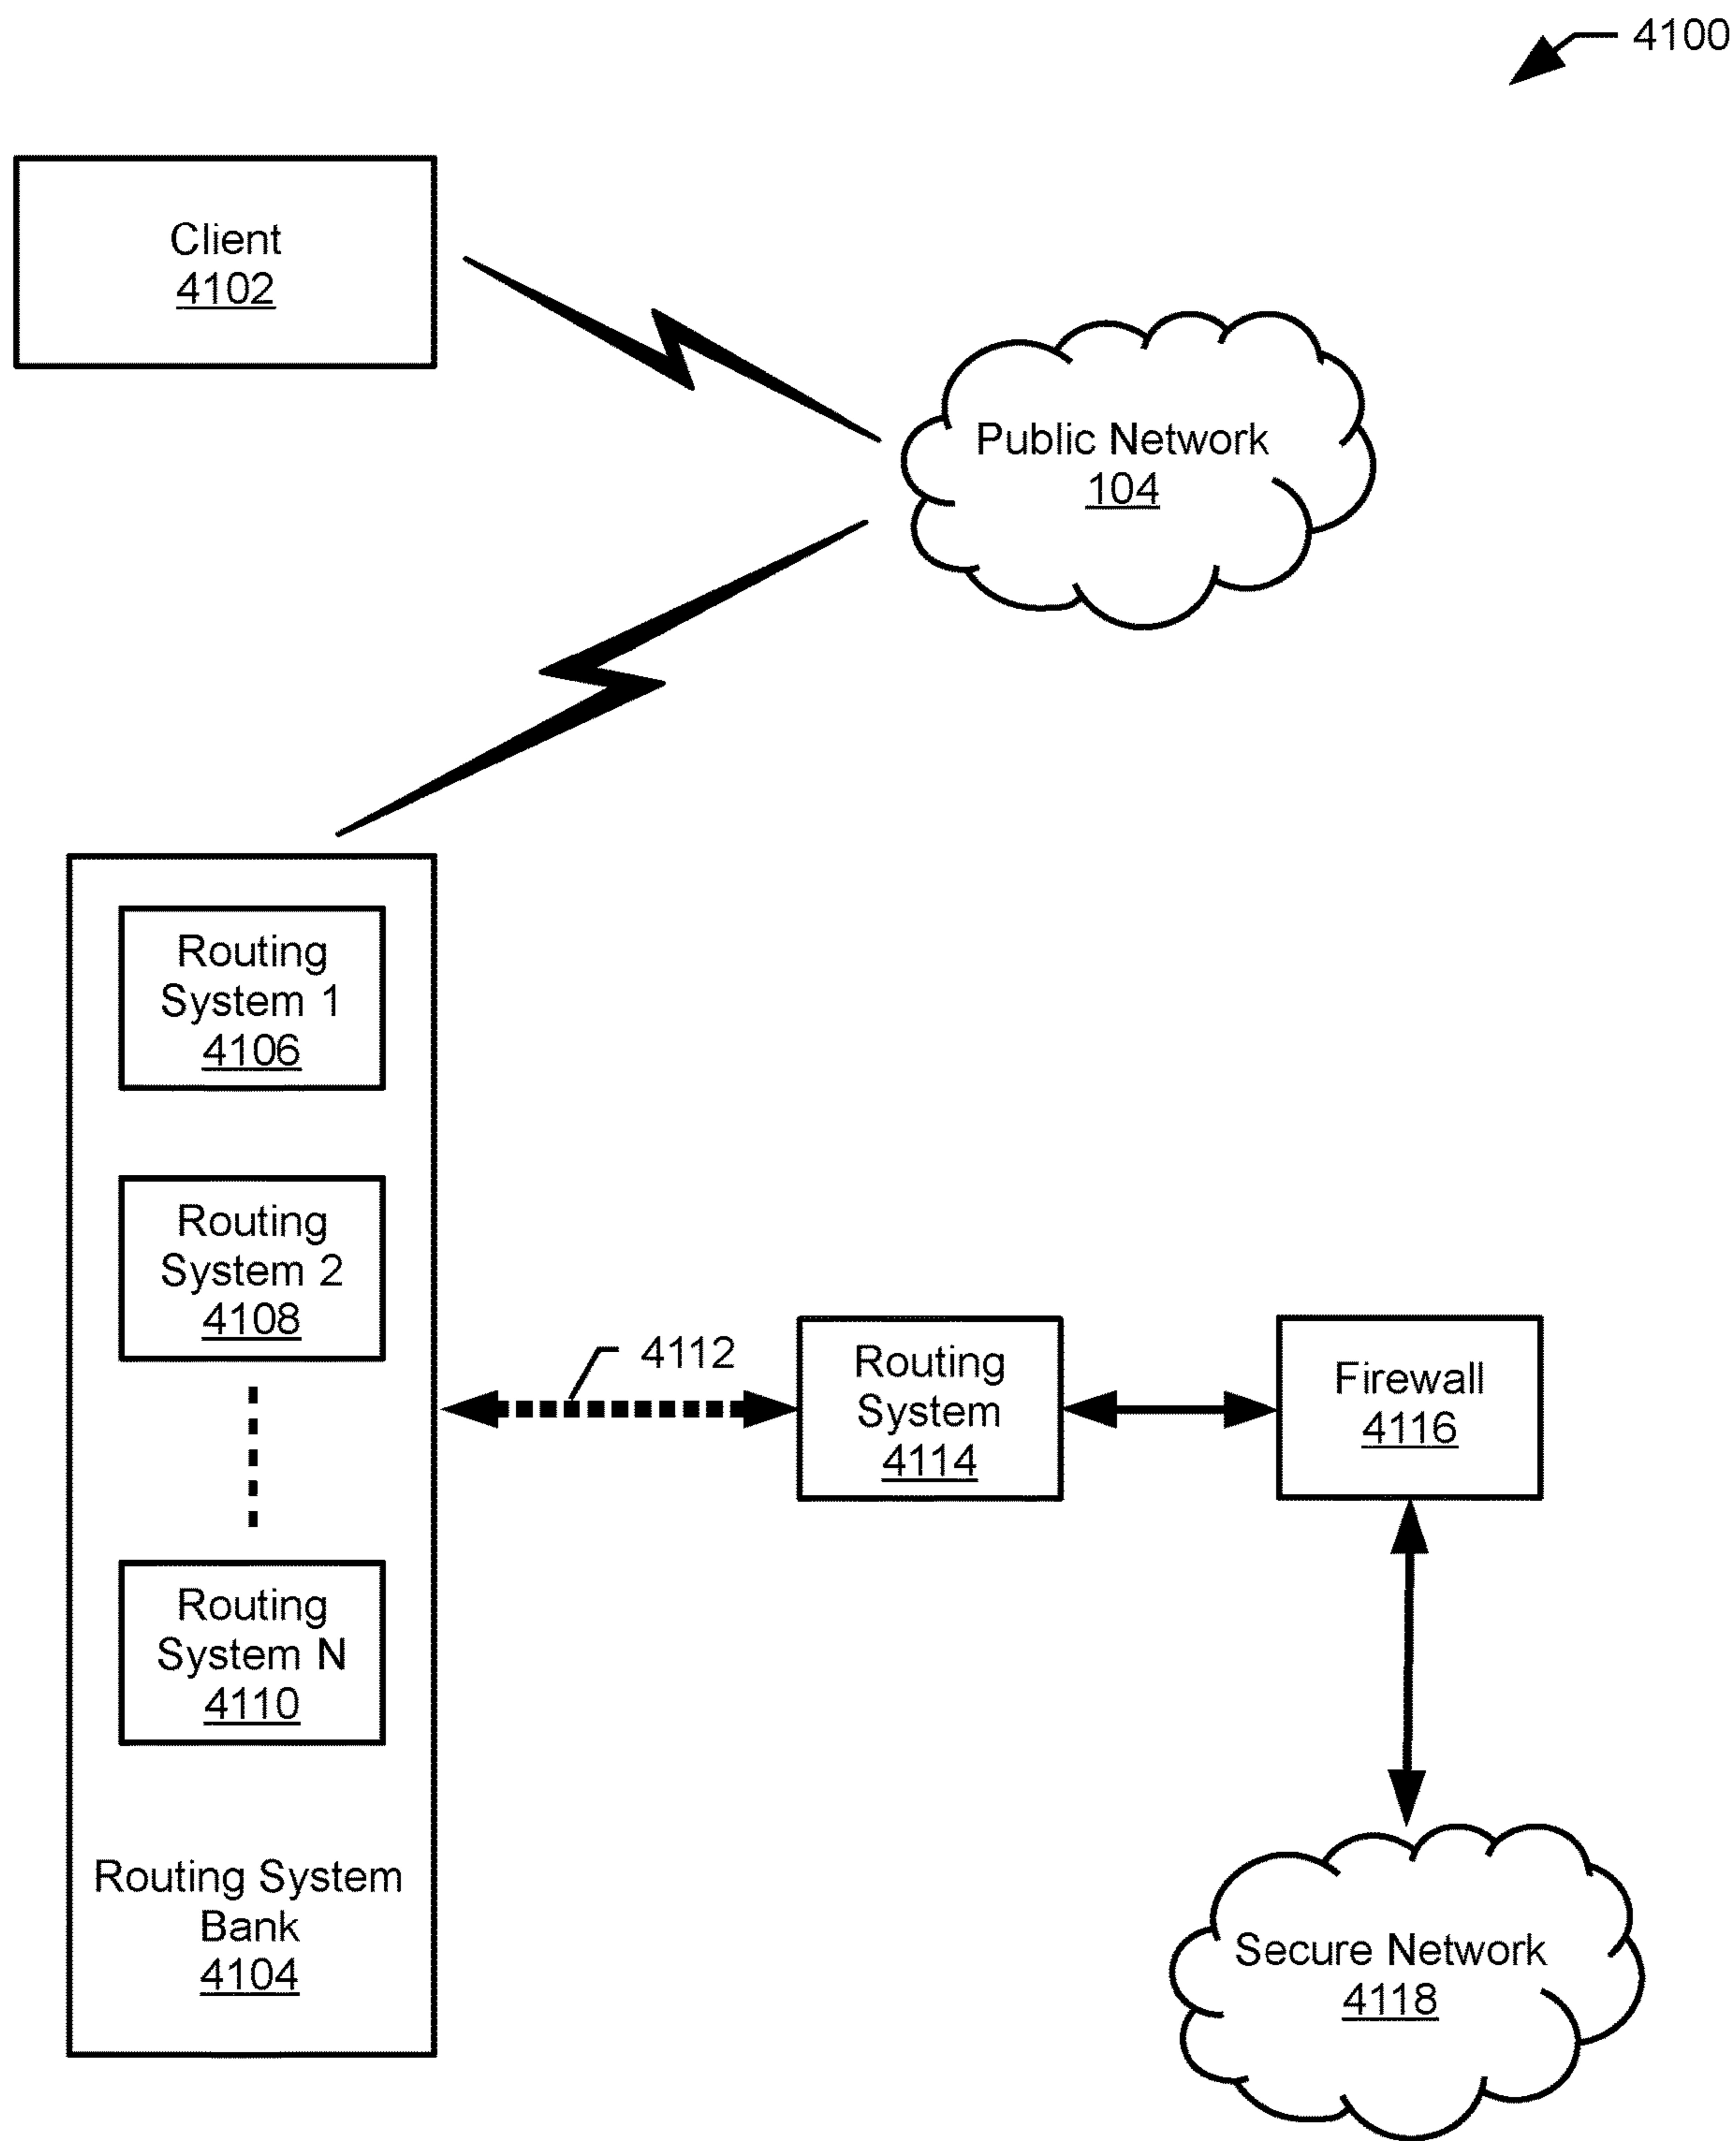 4100
Client
4102
Public Network
104
Routing
System 1
4106
Routing
System 2
4108
4112
Routing
System
4114
Firewall
4116
Routing
System N
4110
Routing System
Bank
4104
Secure Network
4118